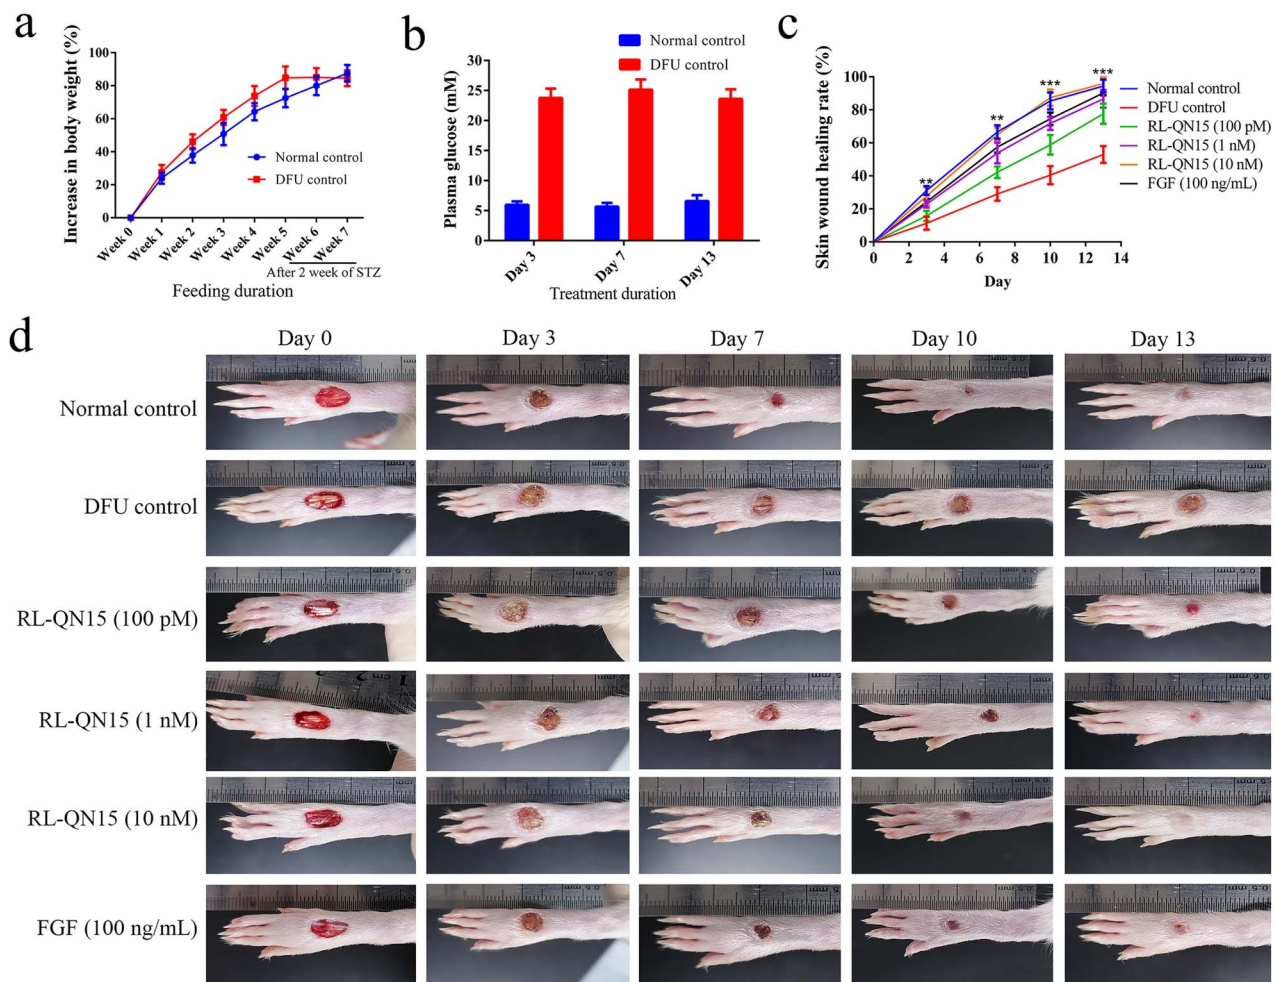 a
Increase in body weight (%)
100
80
60
40
20
0
Normal control
DFU control
Week 0
Week 1
Week 2
Week 3
Week 4
Week 5
Week 6
Week 7
After 2 week of STZ
Feeding duration
b
Normal control
DFU control
Plasma glucose (mM)
30
25
20
15
10
5
0
Day 3
Day 7
Day 13
Treatment duration
c
Skin wound healing rate (%)
100
80
60
40
20
0
**
**
***
***
0 2 4 6 8 10 12 14
Day
Normal control
DFU control
RL-QN15 (100 pM)
RL-QN15 (1 nM)
RL-QN15 (10 nM)
FGF (100 ng/mL)
d
Day 0 Day 3 Day 7 Day 10 Day 13
Normal control
DFU control
RL-QN15 (100 pM)
RL-QN15 (1 nM)
RL-QN15 (10 nM)
FGF (100 ng/mL)